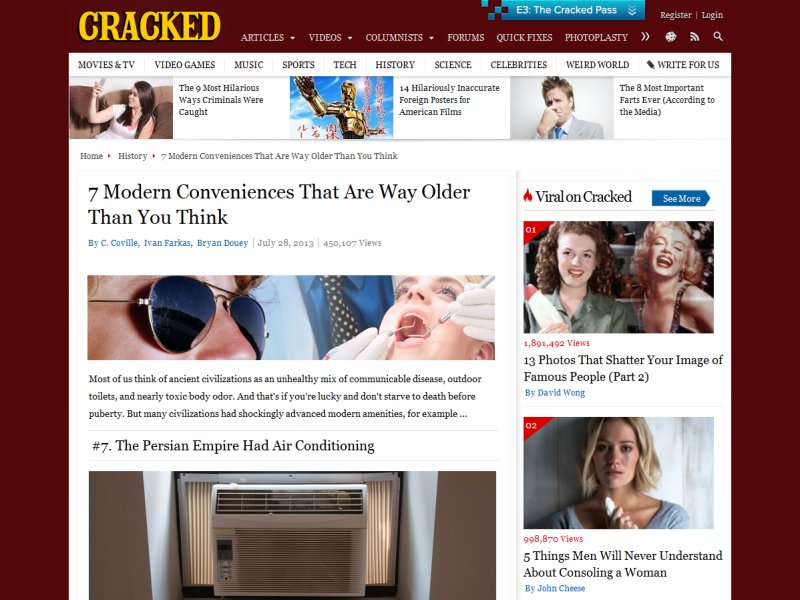 CRACKED
E3: The Cracked Pass
Register | Login
ARTICLES VIDEOS COLUMNISTS FORUMS QUICK FIXES PHOTOPLASTY
MOVIES & TV VIDEO GAMES MUSIC SPORTS TECH HISTORY SCIENCE CELEBRITIES WEIRD WORLD WRITE FOR US
The 9 Most Hilarious
Ways Criminals Were
Caught
14 Hilariously Inaccurate
Foreign Posters for
American Films
The 8 Most Important
Farts Ever (According to
the Media)
Home History 7 Modern Conveniences That Are Way Older Than You Think
7 Modern Conveniences That Are Way Older
Than You Think
By C. Coville, Ivan Farkas, Bryan Douey | July 28, 2013 | 450,107 Views
Most of us think of ancient civilizations as an unhealthy mix of communicable disease, outdoor
toilets, and nearly toxic body odor. And that's if you're lucky and don't starve to death before
puberty. But many civilizations had shockingly advanced modern amenities, for example ...
#7. The Persian Empire Had Air Conditioning
Viral on Cracked
See More
01
1,891,492 Views
13 Photos That Shatter Your Image of
Famous People (Part 2)
By David Wong
02
998,870 Views
5 Things Men Will Never Understand
About Consoling a Woman
By John Cheese